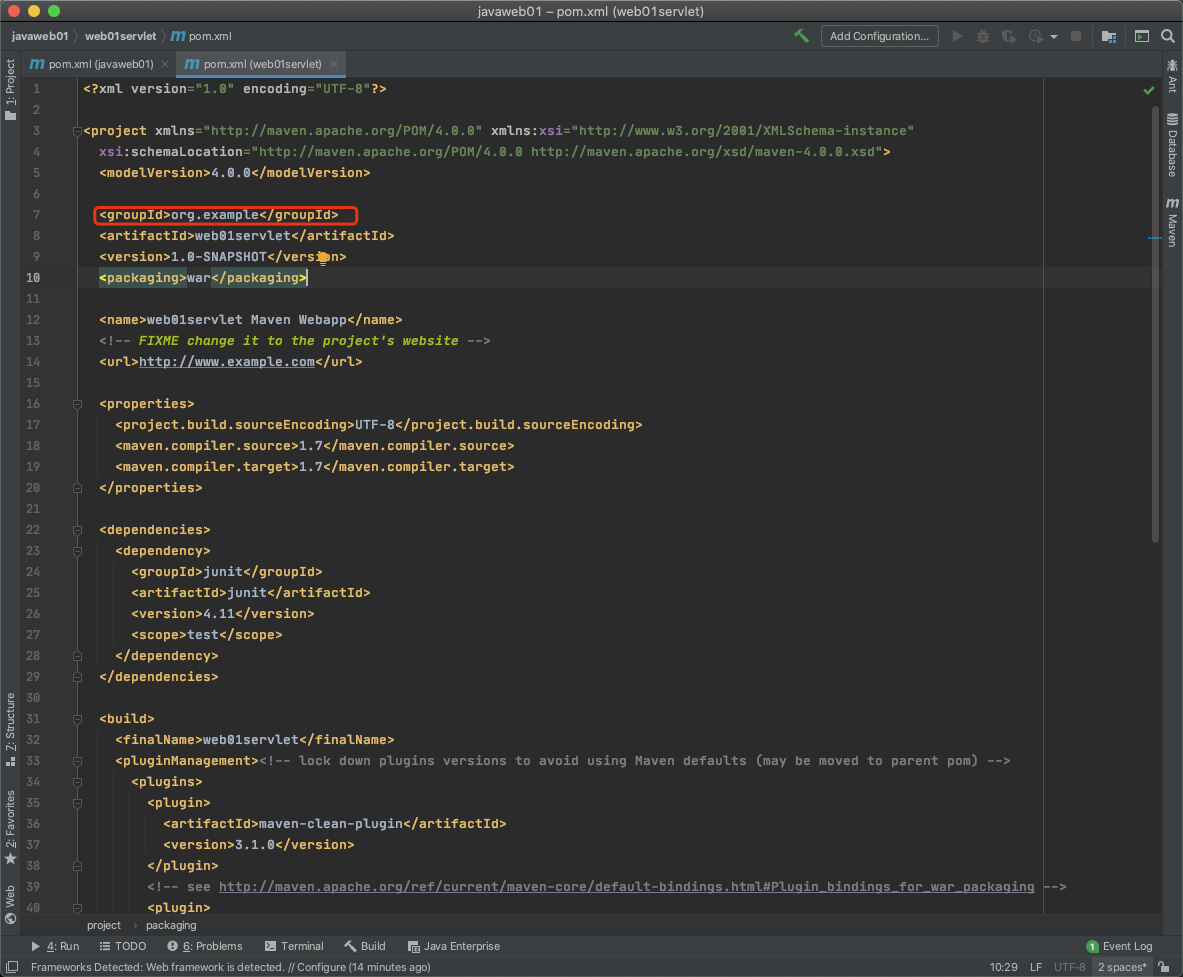 javaweb01 – pom.xml (web01servlet)
javaweb01 web01servlet pom.xml Add Configuration...
pom.xml (javaweb01) pom.xml (web01servlet)
1: Project
Z: Structure
2: Favorites
Web
1 <?xml version="1.0" encoding="UTF-8"?>
2
3 <project xmlns="http://maven.apache.org/POM/4.0.0" xmlns:xsi="http://www.w3.org/2001/XMLSchema-instance"
4 xsi:schemaLocation="http://maven.apache.org/POM/4.0.0 http://maven.apache.org/xsd/maven-4.0.0.xsd">
5 <modelVersion>4.0.0</modelVersion>
6
7 <groupId>org.example</groupId>
8 <artifactId>web01servlet</artifactId>
9 <version>1.0-SNAPSHOT</version>
10 <packaging>war</packaging>
11
12 <name>web01servlet Maven Webapp</name>
13 <!-- FIXME change it to the project's website -->
14 <url>http://www.example.com</url>
15
16 <properties>
17 <project.build.sourceEncoding>UTF-8</project.build.sourceEncoding>
18 <maven.compiler.source>1.7</maven.compiler.source>
19 <maven.compiler.target>1.7</maven.compiler.target>
20 </properties>
21
22 <dependencies>
23 <dependency>
24 <groupId>junit</groupId>
25 <artifactId>junit</artifactId>
26 <version>4.11</version>
27 <scope>test</scope>
28 </dependency>
29 </dependencies>
30
31 <build>
32 <finalName>web01servlet</finalName>
33 <pluginManagement><!-- lock down plugins versions to avoid using Maven defaults (may be moved to parent pom) -->
34 <plugins>
35 <plugin>
36 <artifactId>maven-clean-plugin</artifactId>
37 <version>3.1.0</version>
38 </plugin>
39 <!-- see http://maven.apache.org/ref/current/maven-core/default-bindings.html#Plugin_bindings_for_war_packaging -->
40 <plugin>
Ant
Database
Maven
project packaging
4: Run TODO 6: Problems Terminal Build Java Enterprise 1 Event Log
Frameworks Detected: Web framework is detected. // Configure (14 minutes ago) 10:29 LF UTF-8 2 spaces*